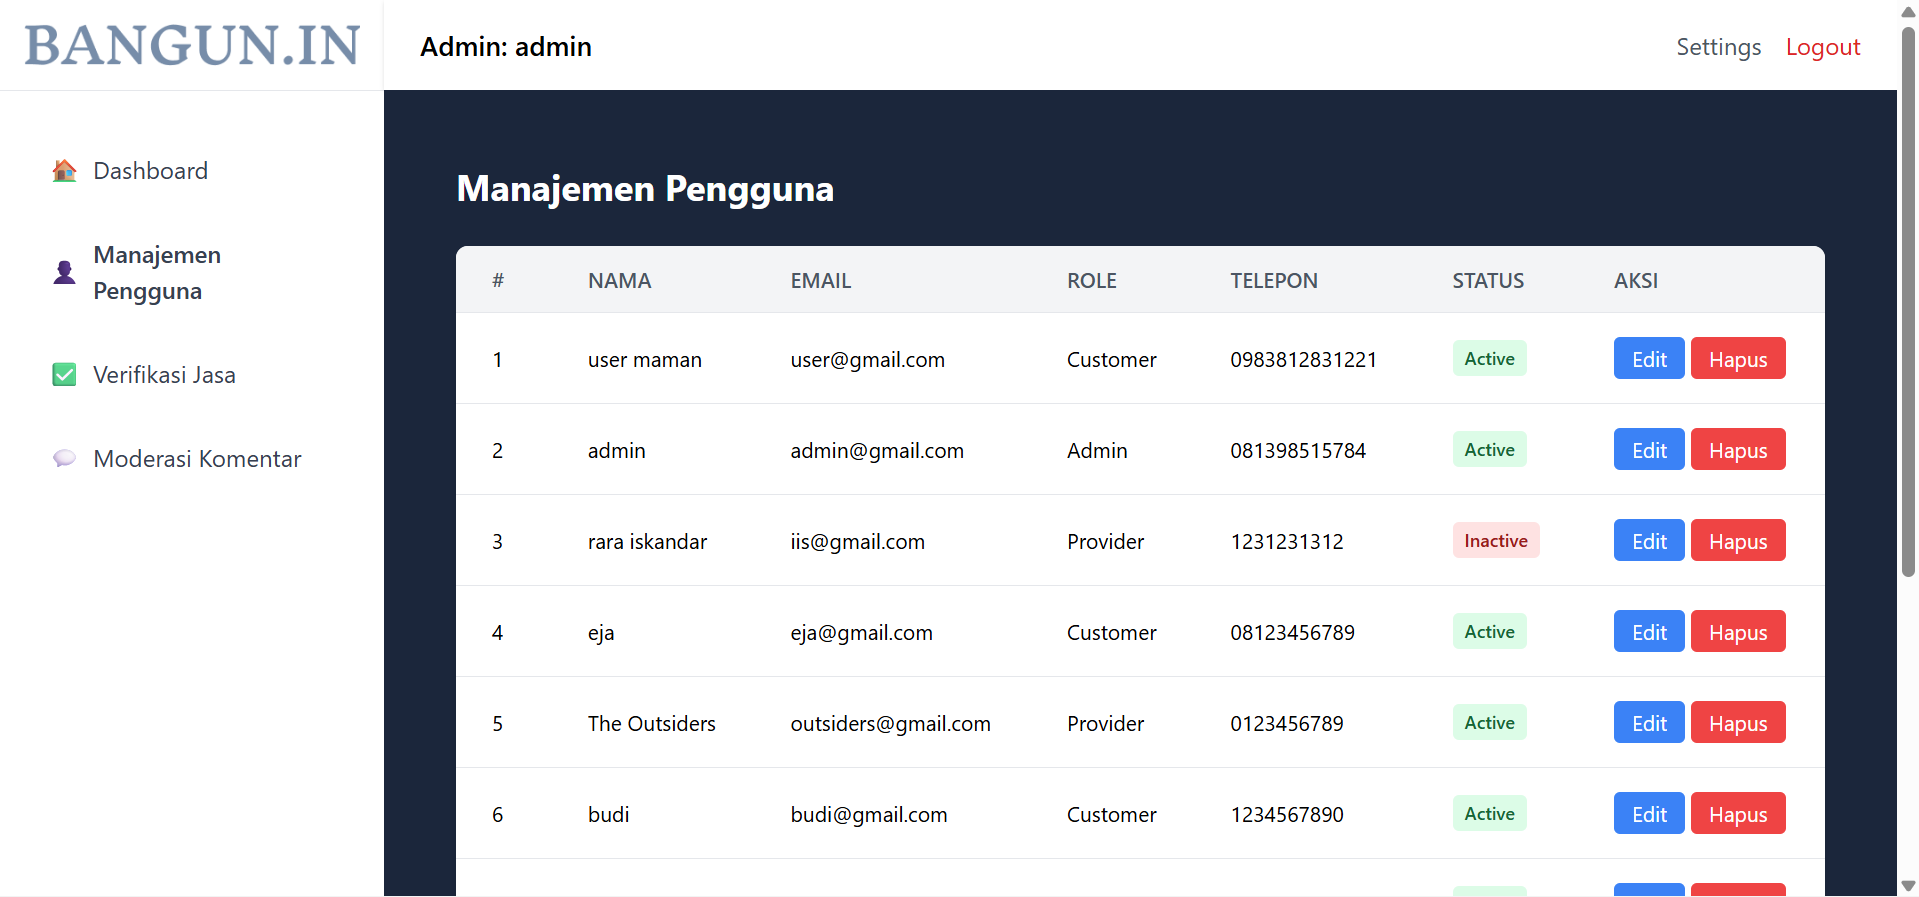 BANGUN.IN
Admin: admin
Settings Logout
Dashboard
Manajemen
Pengguna
Verifikasi Jasa
Moderasi Komentar
Manajemen Pengguna
# NAMA EMAIL ROLE TELEPON STATUS AKSI
1 user maman user@gmail.com Customer 0983812831221 Active Edit Hapus
2 admin admin@gmail.com Admin 081398515784 Active Edit Hapus
3 rara iskandar iis@gmail.com Provider 1231231312 Inactive Edit Hapus
4 eja eja@gmail.com Customer 08123456789 Active Edit Hapus
5 The Outsiders outsiders@gmail.com Provider 0123456789 Active Edit Hapus
6 budi budi@gmail.com Customer 1234567890 Active Edit Hapus